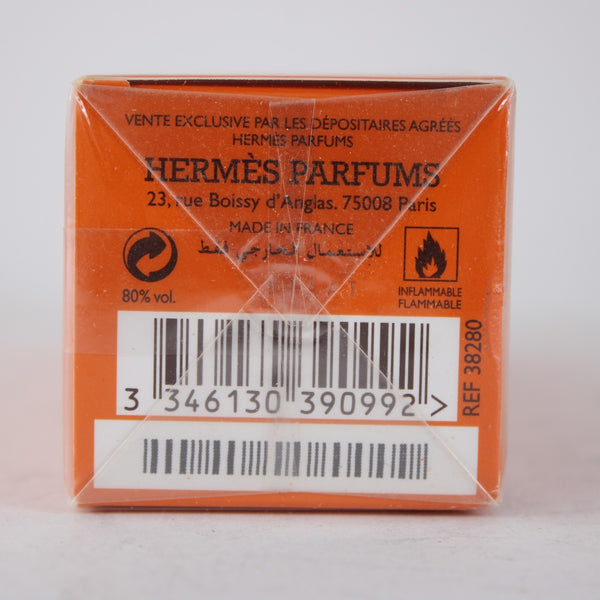 VENTE EXCLUSIVE PAR LES DÉPOSITAIRES AGRÉÉS
HERMÈS PARFUMS
HERMÈS PARFUMS
23, rue Boissy d'Anglas. 75008 Paris
MADE IN FRANCE
للاستعمال الخارجي فقط
80% vol.
INFLAMMABLE
FLAMMABLE
3 346130 390992 >
REF 38280